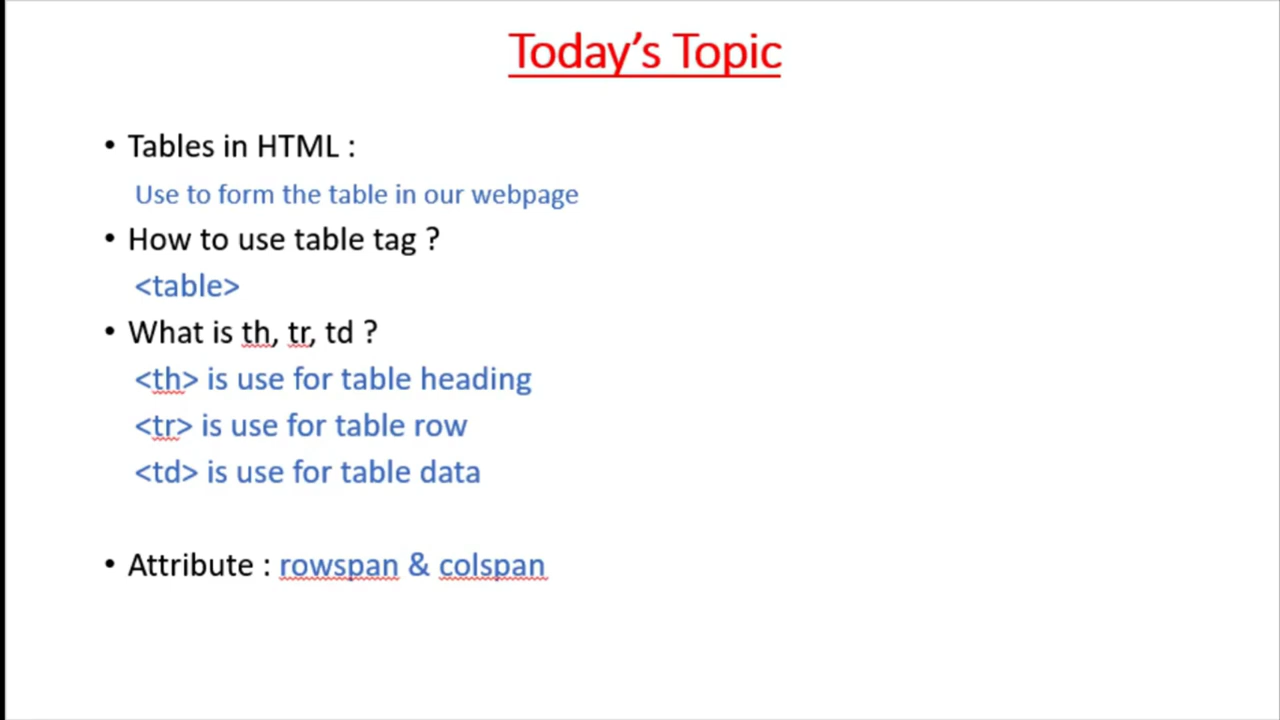 Today's Topic
• Tables in HTML :
Use to form the table in our webpage
• How to use table tag ?
<table>
• What is th, tr, td ?
<th> is use for table heading
<tr> is use for table row
<td> is use for table data
• Attribute : rowspan & colspan